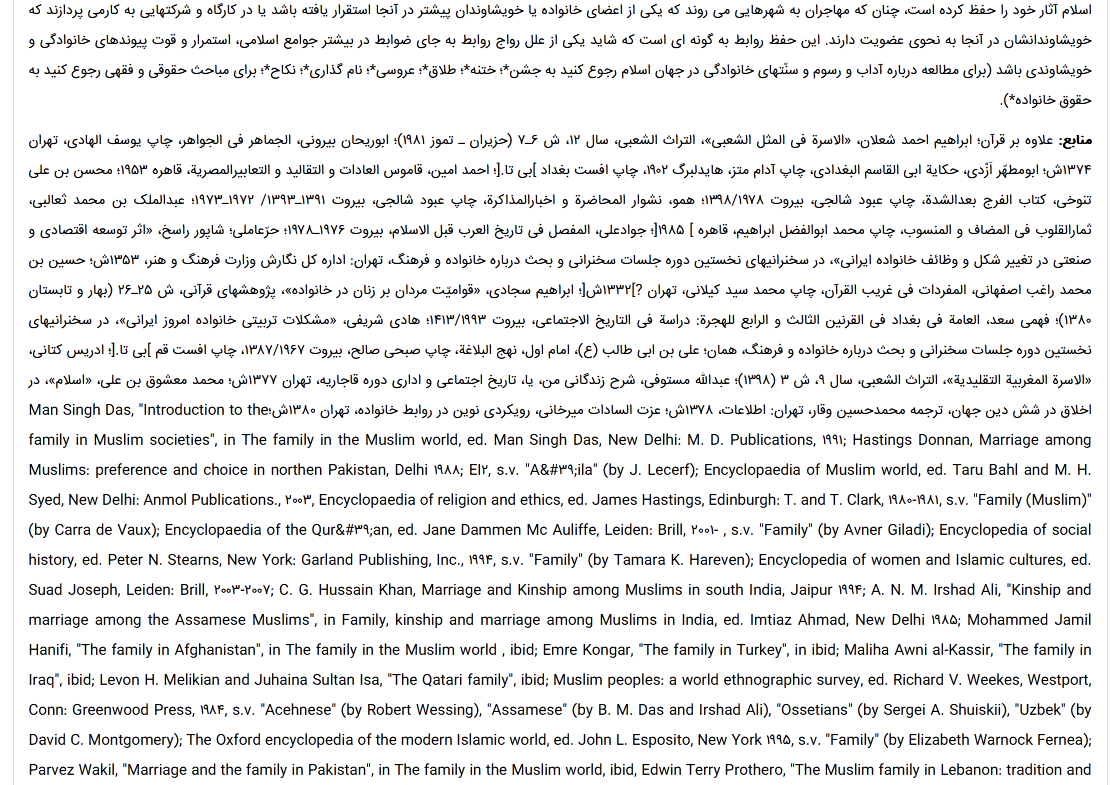 اسلام آثار خود را حفظ کرده است، چنان که مهاجران به شهرهایی می روند که یکی از اعضای خانواده یا خویشاوندان پیشتر در آنجا استقرار یافته باشد یا در کارگاه و شرکتهایی به کارمی پردازند که
خویشاوندانشان در آنجا به نحوی عضویت دارند. این حفظ روابط به گونه ای است که شاید یکی از علل رواج روابط به جای ضوابط در بیشتر جوامع اسلامی، استمرار و قوت پیوندهای خانوادگی و
خویشاوندی باشد (برای مطالعه درباره آداب و رسوم و سنّتهای خانوادگی در جهان اسلام رجوع کنید به جشن*؛ ختنه*؛ طلاق*؛ عروسی*؛ نام گذاری*؛ نکاح*؛ برای مباحث حقوقی و فقهی رجوع کنید به
حقوق خانواده*).
منابع: علاوه بر قرآن؛ ابراهیم احمد شعلان، «الاسرة فی المثل الشعبی»، التراث الشعبی، سال ۱۲، ش ۶ـ۷ (حزیران ـ تموز ۱۹۸۱)؛ ابوریحان بیرونی، الجماهر فی الجواهر، چاپ یوسف الهادی، تهران
۱۳۷۴ش؛ ابومطهّر اَزْدی، حکایة ابی القاسم البغدادی، چاپ آدام متز، هایدلبرگ ۱۹۰۲، چاپ افست بغداد ]بی تا.[؛ احمد امین، قاموس العادات و التقالید و التعابیرالمصریة، قاهره ۱۹۵۳؛ محسن بن علی
تنوخی، کتاب الفرج بعدالشدة، چاپ عبود شالجی، بیروت ۱۳۹۸/۱۹۷۸؛ همو، نشوار المحاضرة و اخبارالمذاکرة، چاپ عبود شالجی، بیروت ۱۳۹۱ـ۱۳۹۳/ ۱۹۷۲ـ۱۹۷۳؛ عبدالملک بن محمد ثعالبی،
ثمارالقلوب فی المضاف و المنسوب، چاپ محمد ابوالفضل ابراهیم، قاهره ] ۱۹۸۵[؛ جوادعلی، المفصل فی تاریخ العرب قبل الاسلام، بیروت ۱۹۷۶ـ۱۹۷۸؛ حرّعاملی؛ شاپور راسخ، «اثر توسعه اقتصادی و
صنعتی در تغییر شکل و وظائف خانواده ایرانی»، در سخنرانیهای نخستین دوره جلسات سخنرانی و بحث درباره خانواده و فرهنگ، تهران: اداره کل نگارش وزارت فرهنگ و هنر، ۱۳۵۳ش؛ حسین بن
محمد راغب اصفهانی، المفردات فی غریب القرآن، چاپ محمد سید کیلانی، تهران ?]۱۳۳۲ش[؛ ابراهیم سجادی، «قوامیّت مردان بر زنان در خانواده»، پژوهشهای قرآنی، ش ۲۵ـ۲۶ (بهار و تابستان
۱۳۸۰)؛ فهمی سعد، العامة فی بغداد فی القرنین الثالث و الرابع للهجرة: دراسة فی التاریخ الاجتماعی، بیروت ۱۴۱۳/۱۹۹۳؛ هادی شریفی، «مشکلات تربیتی خانواده امروز ایرانی»، در سخنرانیهای
نخستین دوره جلسات سخنرانی و بحث درباره خانواده و فرهنگ، همان؛ علی بن ابی طالب (ع)، امام اول، نهج البلاغة، چاپ صبحی صالح، بیروت ۱۳۸۷/۱۹۶۷، چاپ افست قم ]بی تا.[؛ ادریس کتانی،
«الاسرة المغربیة التقلیدیة»، التراث الشعبی، سال ۹، ش ۳ (۱۳۹۸)؛ عبداللّه مستوفی، شرح زندگانی من، یا، تاریخ اجتماعی و اداری دوره قاجاریه، تهران ۱۳۷۷ش؛ محمد معشوق بن علی، «اسلام»، در
اخلاق در شش دین جهان، ترجمه محمدحسین وقار، تهران: اطلاعات، ۱۳۷۸ش؛ عزت السادات میرخانی، رویکردی نوین در روابط خانواده، تهران ۱۳۸۰ش؛Man Singh Das, "Introduction to the
family in Muslim societies", in The family in the Muslim world, ed. Man Singh Das, New Delhi: M. D. Publications, ۱۹۹۱; Hastings Donnan, Marriage among
Muslims: preference and choice in northen Pakistan, Delhi ۱۹۸۸; EI۲, s.v. "A&#۳۹;ila" (by J. Lecerf); Encyclopaedia of Muslim world, ed. Taru Bahl and M. H.
Syed, New Delhi: Anmol Publications., ۲۰۰۳, Encyclopaedia of religion and ethics, ed. James Hastings, Edinburgh: T. and T. Clark, ۱۹۸۰-۱۹۸۱, s.v. "Family (Muslim)"
(by Carra de Vaux); Encyclopaedia of the Qur&#۳۹;an, ed. Jane Dammen Mc Auliffe, Leiden: Brill, ۲۰۰۱- , s.v. "Family" (by Avner Giladi); Encyclopedia of social
history, ed. Peter N. Stearns, New York: Garland Publishing, Inc., ۱۹۹۴, s.v. "Family" (by Tamara K. Hareven); Encyclopedia of women and Islamic cultures, ed.
Suad Joseph, Leiden: Brill, ۲۰۰۳-۲۰۰۷; C. G. Hussain Khan, Marriage and Kinship among Muslims in south India, Jaipur ۱۹۹۴; A. N. M. Irshad Ali, "Kinship and
marriage among the Assamese Muslims", in Family, kinship and marriage among Muslims in India, ed. Imtiaz Ahmad, New Delhi ۱۹۸۵; Mohammed Jamil
Hanifi, "The family in Afghanistan", in The family in the Muslim world , ibid; Emre Kongar, "The family in Turkey", in ibid; Maliha Awni al-Kassir, "The family in
Iraq", ibid; Levon H. Melikian and Juhaina Sultan Isa, "The Qatari family", ibid; Muslim peoples: a world ethnographic survey, ed. Richard V. Weekes, Westport,
Conn: Greenwood Press, ۱۹۸۴, s.v. "Acehnese" (by Robert Wessing), "Assamese" (by B. M. Das and Irshad Ali), "Ossetians" (by Sergei A. Shuiskii), "Uzbek" (by
David C. Montgomery); The Oxford encyclopedia of the modern Islamic world, ed. John L. Esposito, New York ۱۹۹۵, s.v. "Family" (by Elizabeth Warnock Fernea);
Parvez Wakil, "Marriage and the family in Pakistan", in The family in the Muslim world, ibid, Edwin Terry Prothero, "The Muslim family in Lebanon: tradition and